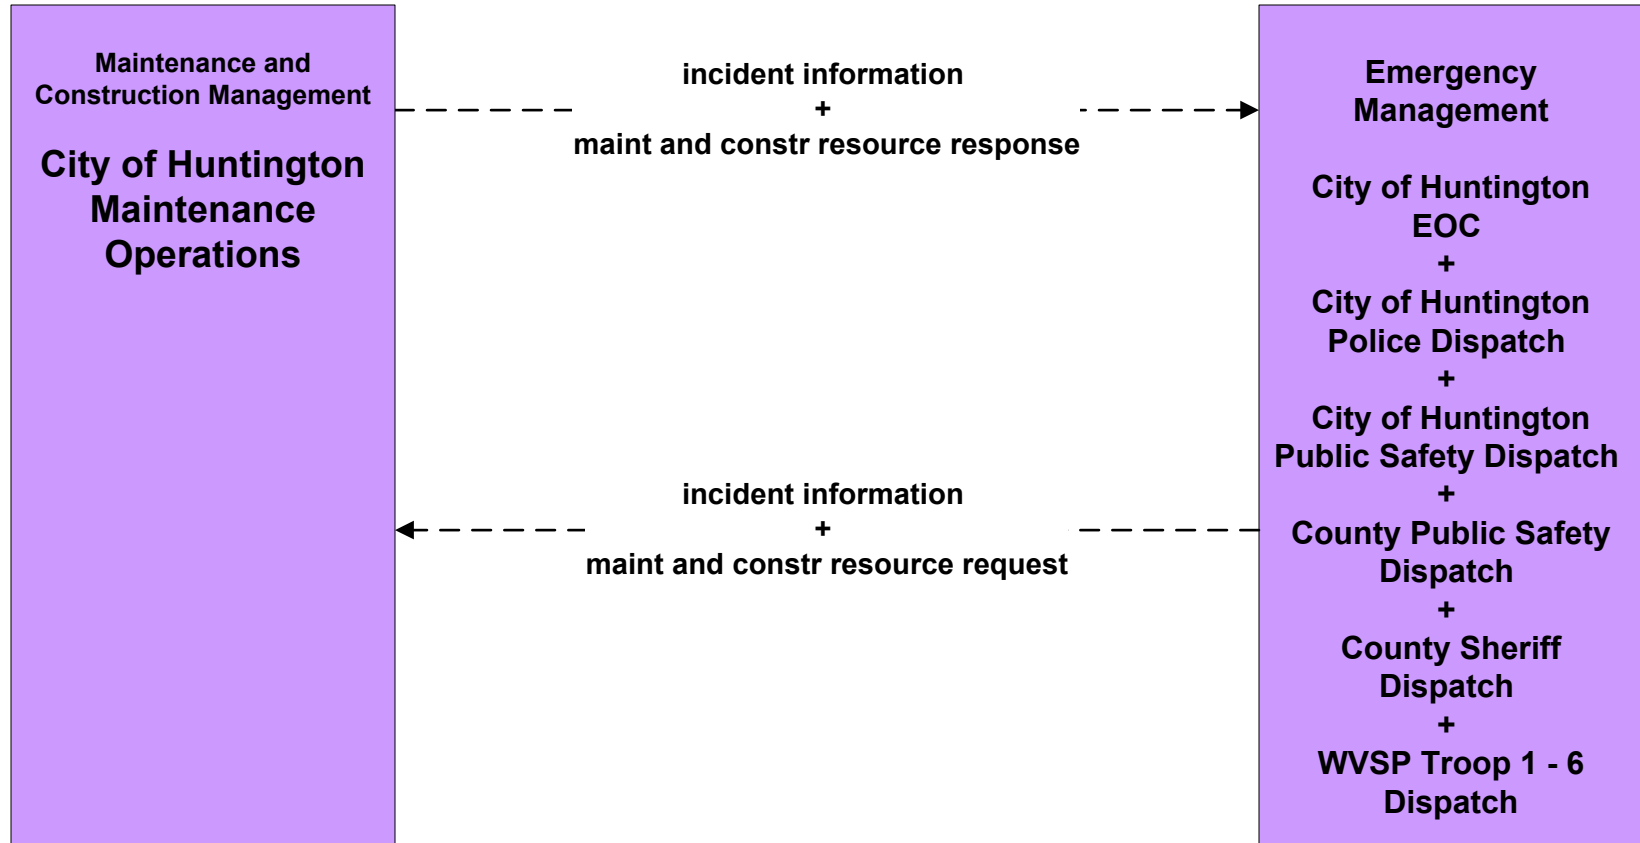 Maintenance and
Construction Management
City of Huntington
Maintenance
Operations
incident information
+
maint and constr resource response
incident information
+
maint and constr resource request
Emergency
Management
City of Huntington
EOC
+
City of Huntington
Police Dispatch
+
City of Huntington
Public Safety Dispatch
+
County Public Safety
Dispatch
+
County Sheriff
Dispatch
+
WVSP Troop 1 - 6
Dispatch